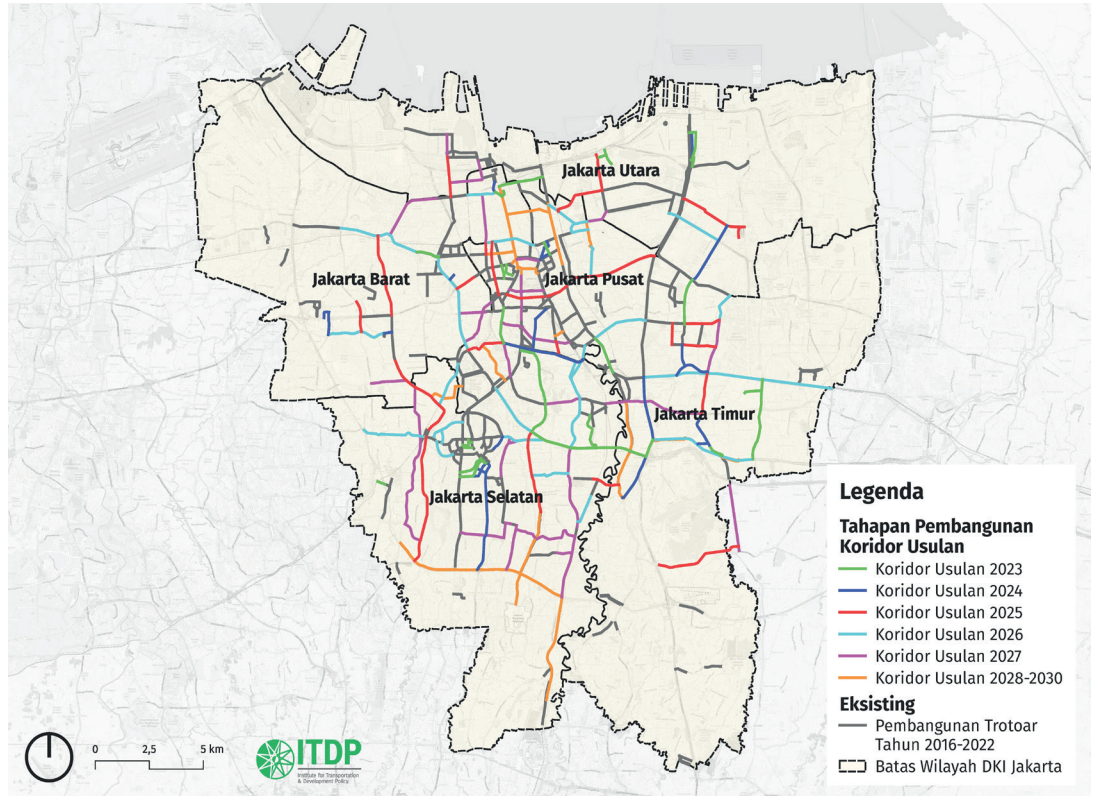 Jakarta Utara
Jakarta Barat
Jakarta Pusat
Jakarta Timur
Jakarta Selatan
Legenda
Tahapan Pembangunan
Koridor Usulan
Koridor Usulan 2023
Koridor Usulan 2024
Koridor Usulan 2025
Koridor Usulan 2026
Koridor Usulan 2027
Koridor Usulan 2028-2030
Eksisting
Pembangunan Trotoar
Tahun 2016-2022
Batas Wilayah DKI Jakarta
0 2,5 5 km
ITDP
Institute for Transportation
& Development Policy